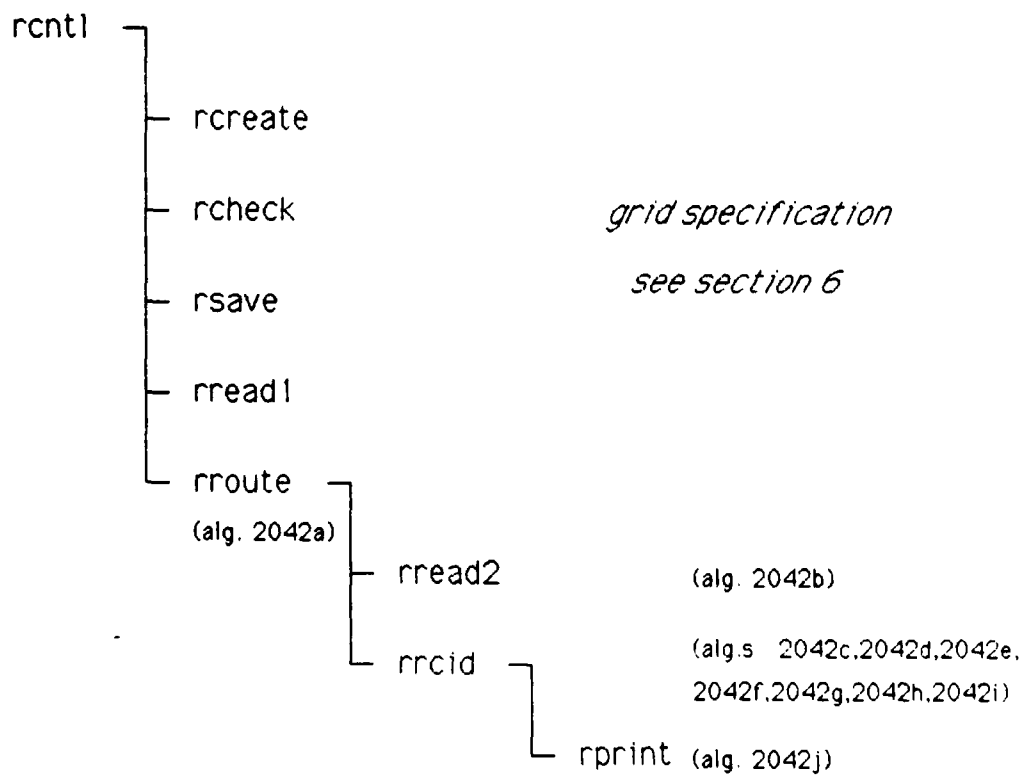 rcnt1
rcreate
rcheck
grid specification
rsave
see section 6
rread1
rroute
(alg. 2042a)
rread2 (alg. 2042b)
rrcid (alg.s 2042c,2042d,2042e,
2042f,2042g,2042h,2042i)
rprint (alg. 2042j)